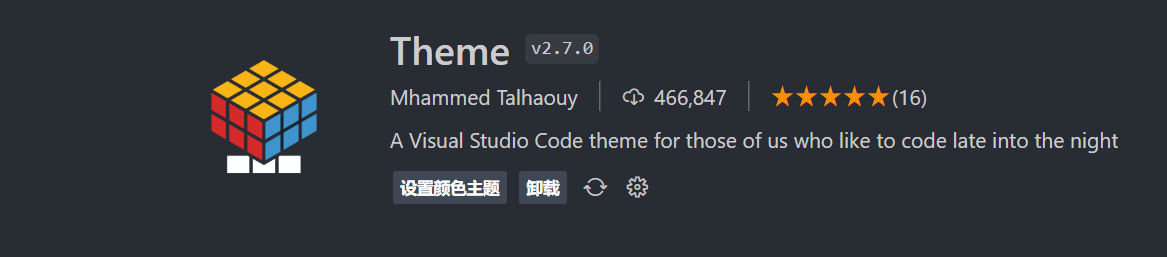 Theme v2.7.0
Mhammed Talhaouy 466,847 (16)
A Visual Studio Code theme for those of us who like to code late into the night
设置颜色主题 卸载